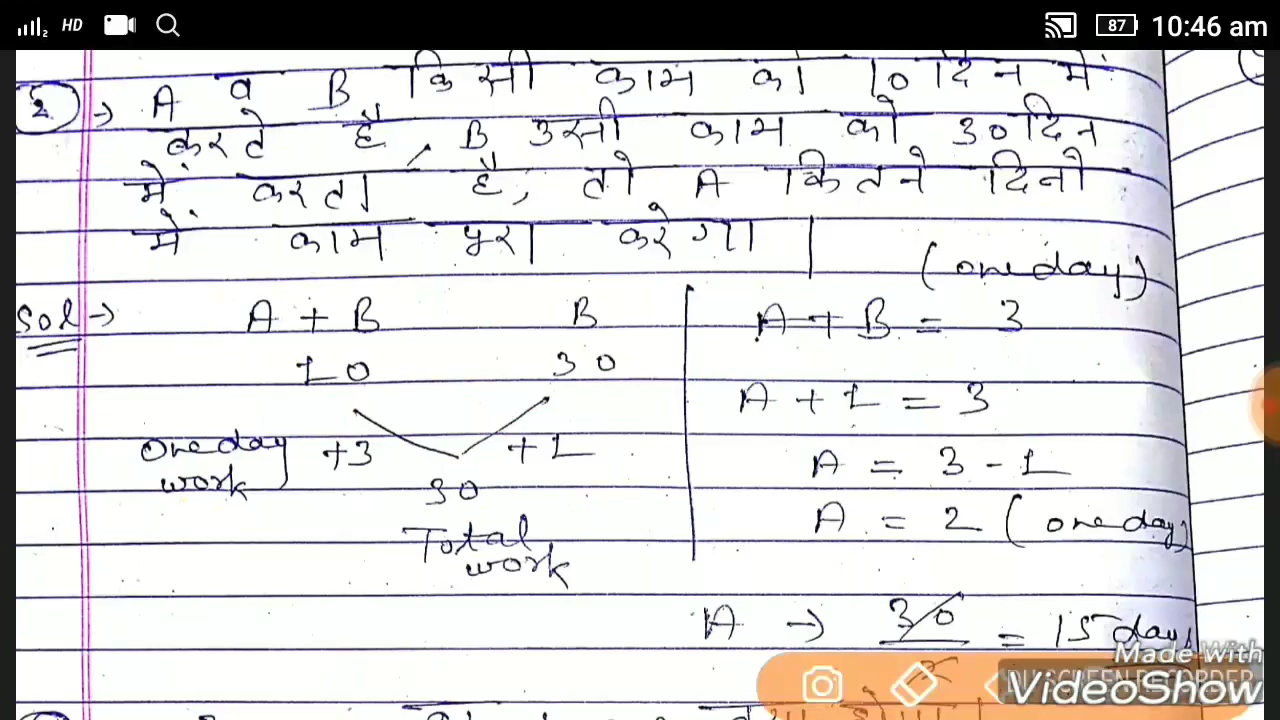 HD 87 10:46 am
2 → A व B किसी काम को 10 दिन में
करते हैं, B उसी काम को 30 दिन
में करता है, तो A कितने दिनो
में काम पुरा करेगा।
(one day)
Sol → A + B B
10 30
one day work +3 +1
30
Total work
A + B = 3
A + 1 = 3
A = 3 - 1
A = 2 (one day)
A → 30 = 15 day
Made With
VideoShow